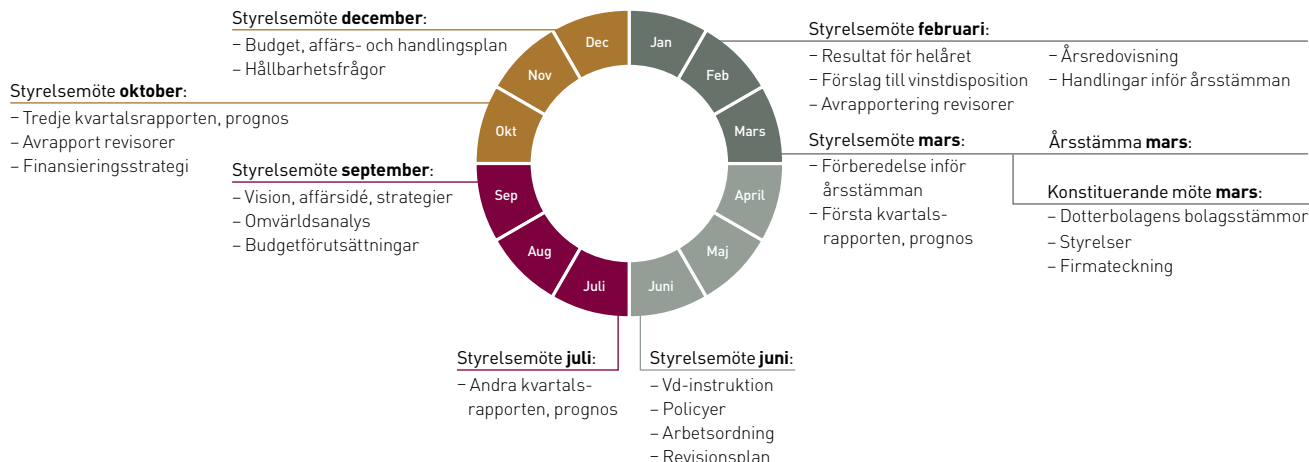 Styrelsemöte december:
– Budget, affärs- och handlingsplan
– Hållbarhetsfrågor
Styrelsemöte oktober:
– Tredje kvartalsrapporten, prognos
– Avrapport revisorer
– Finansieringsstrategi
Styrelsemöte september:
– Vision, affärsidé, strategier
– Omvärldsanalys
– Budgetförutsättningar
Jan
Feb
Mars
April
Maj
Juni
Juli
Aug
Sep
Okt
Nov
Dec
Styrelsemöte februari:
– Resultat för helåret
– Förslag till vinstdisposition
– Avrapportering revisorer
– Årsredovisning
– Handlingar inför årsstämman
Styrelsemöte mars:
– Förberedelse inför
årsstämman
– Första kvartals-
rapporten, prognos
Årsstämma mars:
Konstituerande möte mars:
– Dotterbolagens bolagsstämmor
– Styrelser
– Firmateckning
Styrelsemöte juli:
– Andra kvartals-
rapporten, prognos
Styrelsemöte juni:
– Vd-instruktion
– Policyer
– Arbetsordning
– Revisionsplan